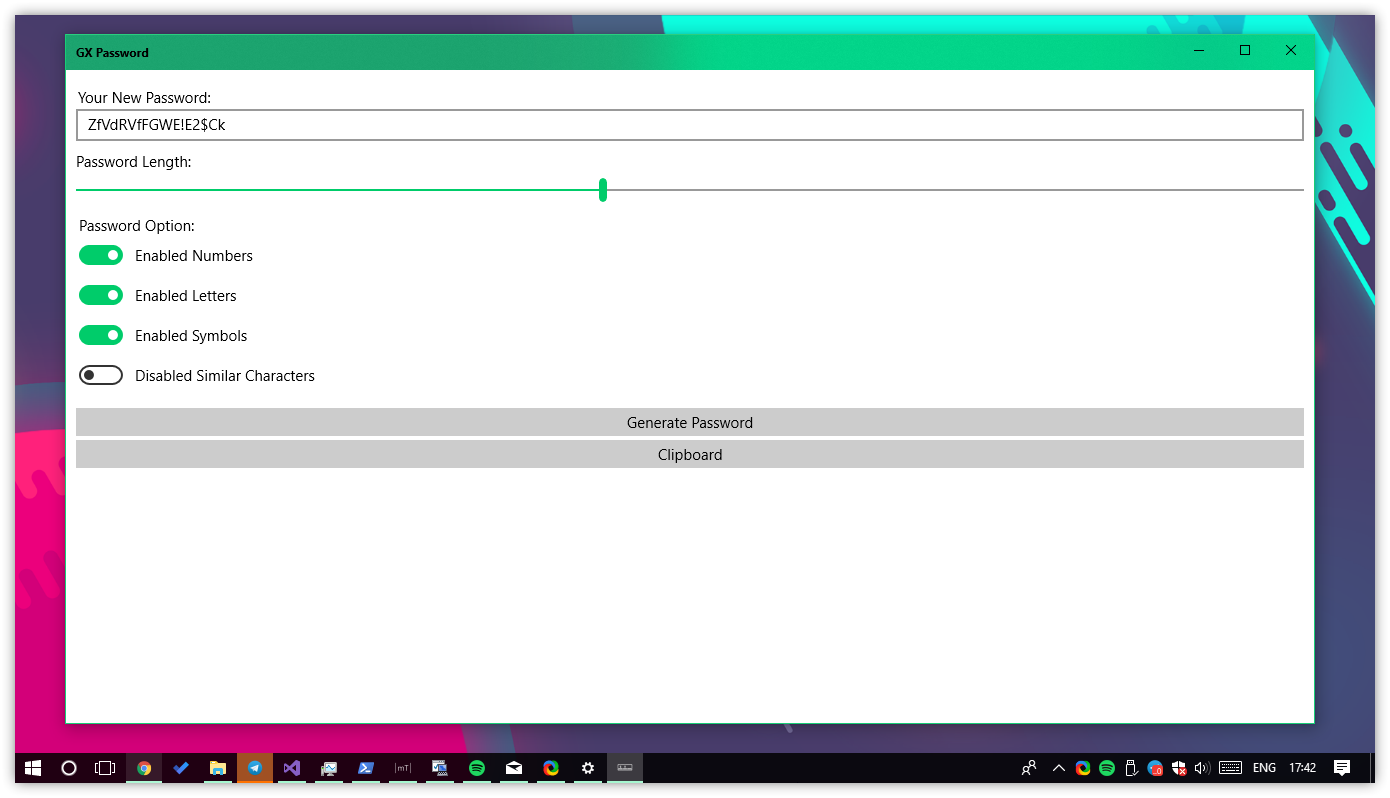 GX Password
Your New Password:
ZfVdRVfFGWE!E2$Ck
Password Length:
Password Option:
Enabled Numbers
Enabled Letters
Enabled Symbols
Disabled Similar Characters
Generate Password
Clipboard
|mT|
ENG 17:42